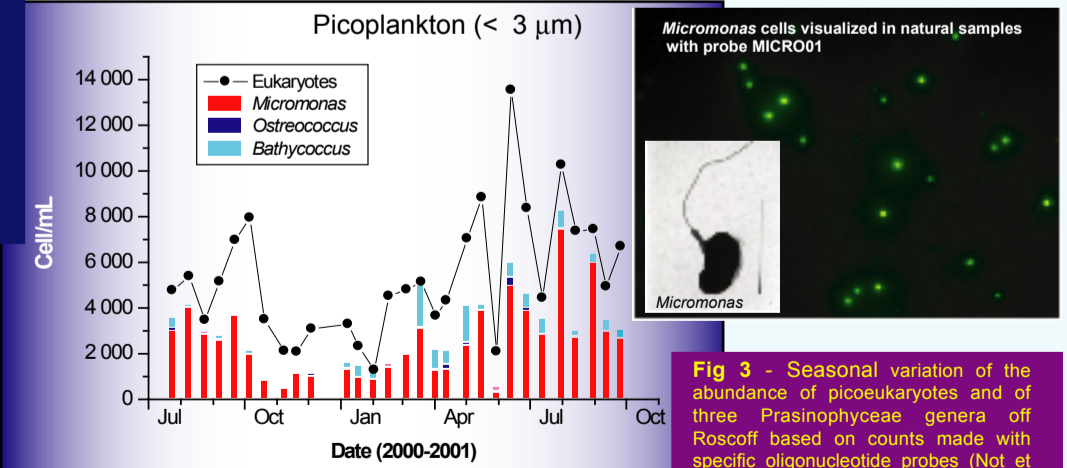 Picoplankton (< 3 μm)
14 000
12 000
10 000
8 000
6 000
4 000
2 000
0
Cell/mL
Eukaryotes
Micromonas
Ostreococcus
Bathycoccus
Jul
Oct
Jan
Apr
Jul
Oct
Date (2000-2001)
Micromonas cells visualized in natural samples
with probe MICRO01
Micromonas
Fig 3 - Seasonal variation of the
abundance of picoeukaryotes and of
three Prasinophyceae genera off
Roscoff based on counts made with
specific oligonucleotide probes (Not et